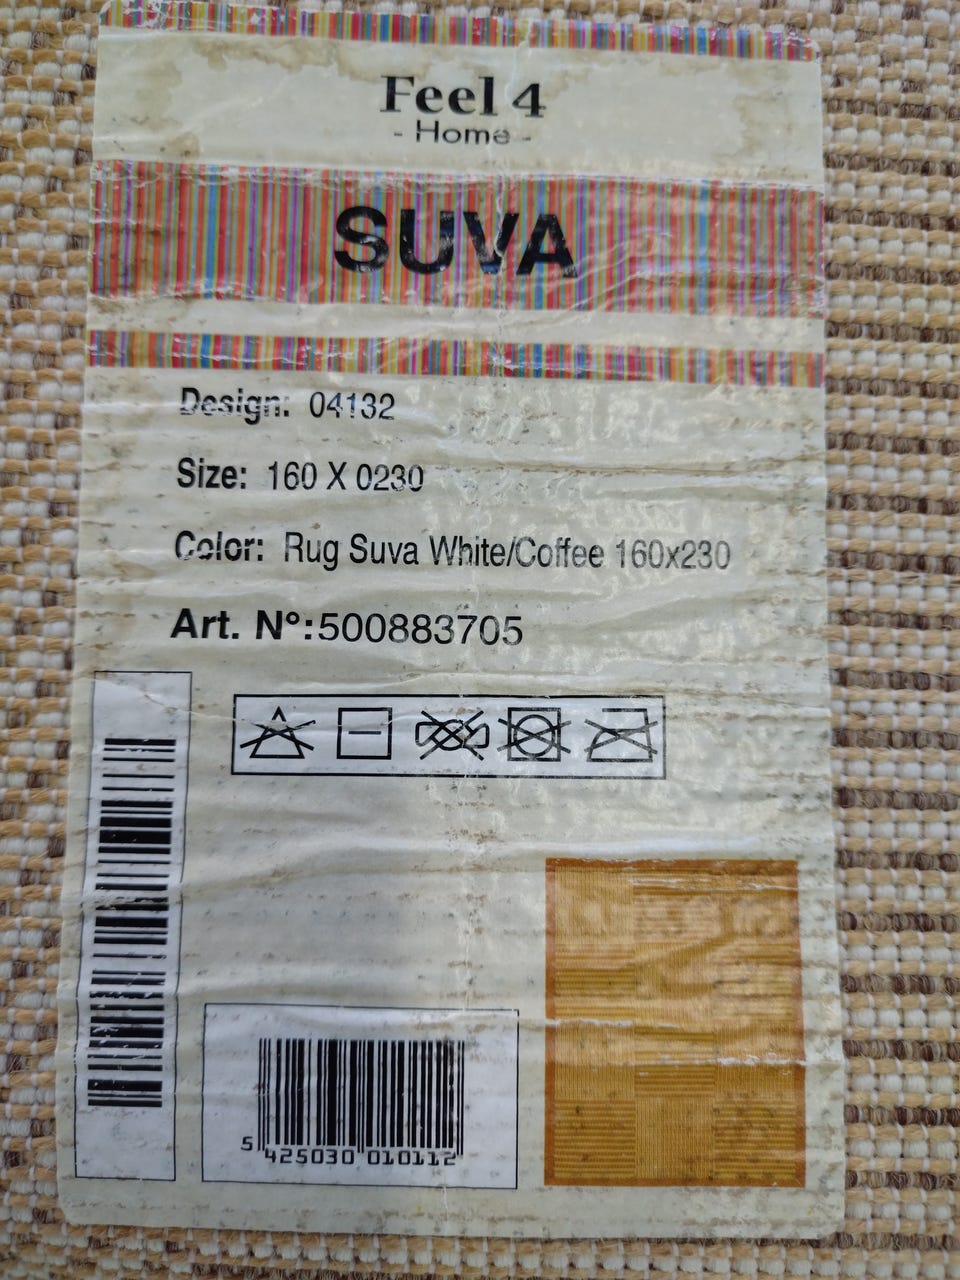 Feel 4
- Home -
SUVA
Design: 04132
Size: 160 X 0230
Color: Rug Suva White/Coffee 160x230
Art. N°:500883705
5 425030 010112